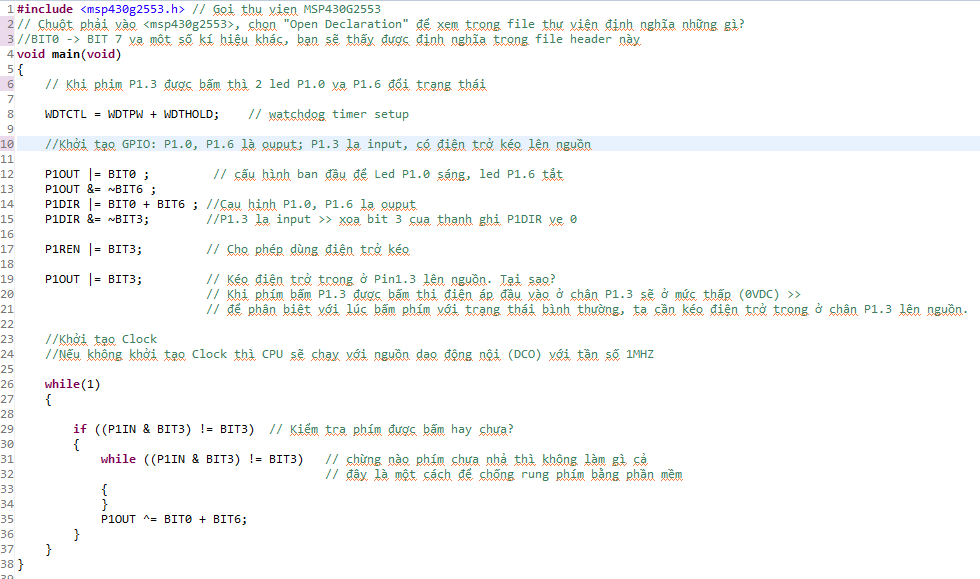 1 #include <msp430g2553.h> // Goi thu vien MSP430G2553
2 // Chuột phải vào <msp430g2553>, chọn "Open Declaration" để xem trong file thư viện định nghĩa những gì?
3 //BIT0 -> BIT 7 va một số kí hiệu khác, bạn sẽ thấy được định nghĩa trong file header này
4 void main(void)
5 {
6 // Khi phim P1.3 được bấm thì 2 led P1.0 va P1.6 đổi trạng thái
7
8 WDTCTL = WDTPW + WDTHOLD; // watchdog timer setup
9
10 //Khởi tạo GPIO: P1.0, P1.6 là ouput; P1.3 la input, có điện trở kéo lên nguồn
11
12 P1OUT |= BIT0 ; // cấu hình ban đầu để Led P1.0 sáng, led P1.6 tắt
13 P1OUT &= ~BIT6 ;
14 P1DIR |= BIT0 + BIT6 ; //Cau hinh P1.0, P1.6 la ouput
15 P1DIR &= ~BIT3; //P1.3 la input >> xoa bit 3 cua thanh ghi P1DIR ve 0
16
17 P1REN |= BIT3; // Cho phép dùng điện trở kéo
18
19 P1OUT |= BIT3; // Kéo điện trở trong ở Pin1.3 lên nguồn. Tại sao?
20 // Khi phím bấm P1.3 được bấm thi điện áp đầu vào ở chân P1.3 sẽ ở mức thấp (0VDC) >>
21 // để phân biệt với lúc bấm phím với trạng thái bình thường, ta cần kéo điện trở trong ở chân P1.3 lên nguồn.
22
23 //Khởi tạo Clock
24 //Nếu không khởi tạo Clock thì CPU sẽ chạy với nguồn dao động nội (DCO) với tần số 1MHZ
25
26 while(1)
27 {
28
29 if ((P1IN & BIT3) != BIT3) // Kiểm tra phím được bấm hay chưa?
30 {
31 while ((P1IN & BIT3) != BIT3) // chừng nào phím chưa nhả thì không làm gì cả
32 // đây là một cách để chống rung phím bằng phần mềm
33 {
34 }
35 P1OUT ^= BIT0 + BIT6;
36 }
37 }
38 }
39